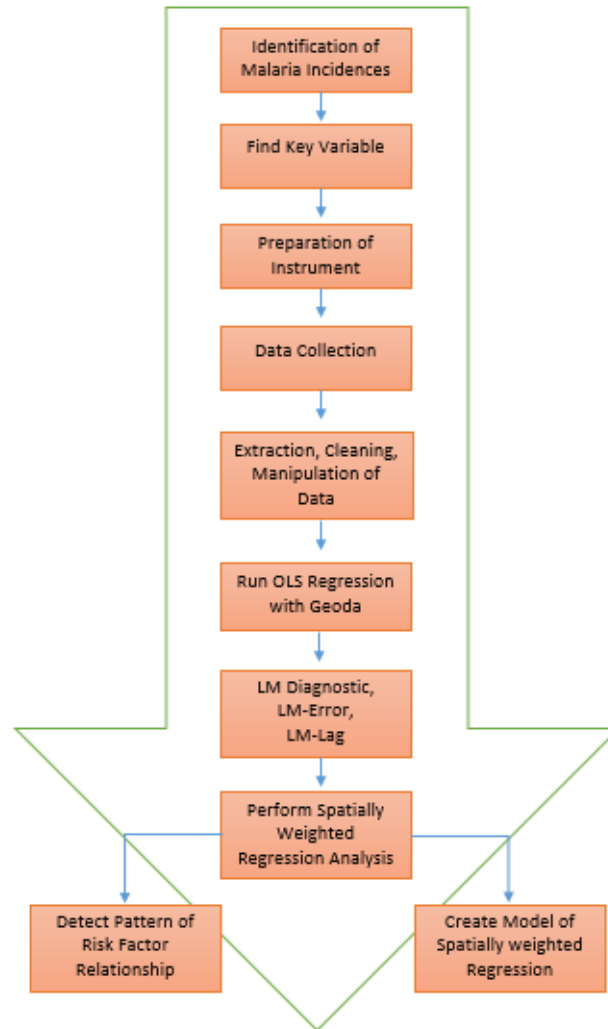 Identification of
Malaria Incidences
Find Key Variable
Preparation of
Instrument
Data Collection
Extraction, Cleaning,
Manipulation of
Data
Run OLS Regression
with Geoda
LM Diagnostic,
LM-Error,
LM-Lag
Perform Spatially
Weighted
Regression Analysis
Detect Pattern of
Risk Factor
Relationship
Create Model of
Spatially weighted
Regression